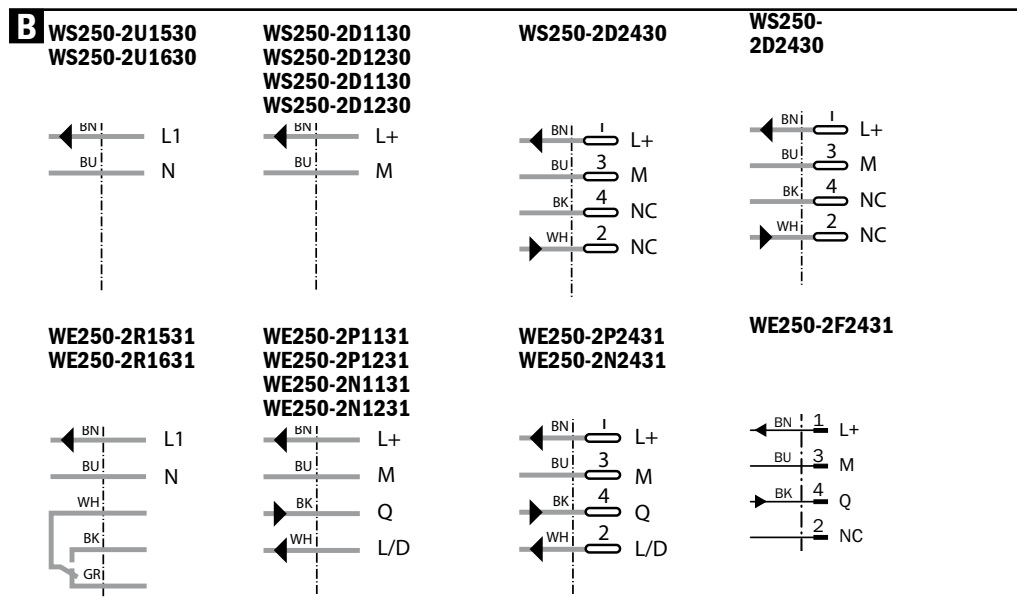 B
WS250-2U1530
WS250-2U1630
BN L1
BU N
WS250-2D1130
WS250-2D1230
WS250-2D1130
WS250-2D1230
BN L+
BU M
WS250-2D2430
BN 1 L+
BU 3 M
BK 4 NC
WH 2 NC
WS250-
2D2430
BN 1 L+
BU 3 M
BK 4 NC
WH 2 NC
WE250-2R1531
WE250-2R1631
BN L1
BU N
WH
BK
GR
WE250-2P1131
WE250-2P1231
WE250-2N1131
WE250-2N1231
BN L+
BU M
BK Q
WH L/D
WE250-2P2431
WE250-2N2431
BN 1 L+
BU 3 M
BK 4 Q
WH 2 L/D
WE250-2F2431
BN 1 L+
BU 3 M
BK 4 Q
2 NC